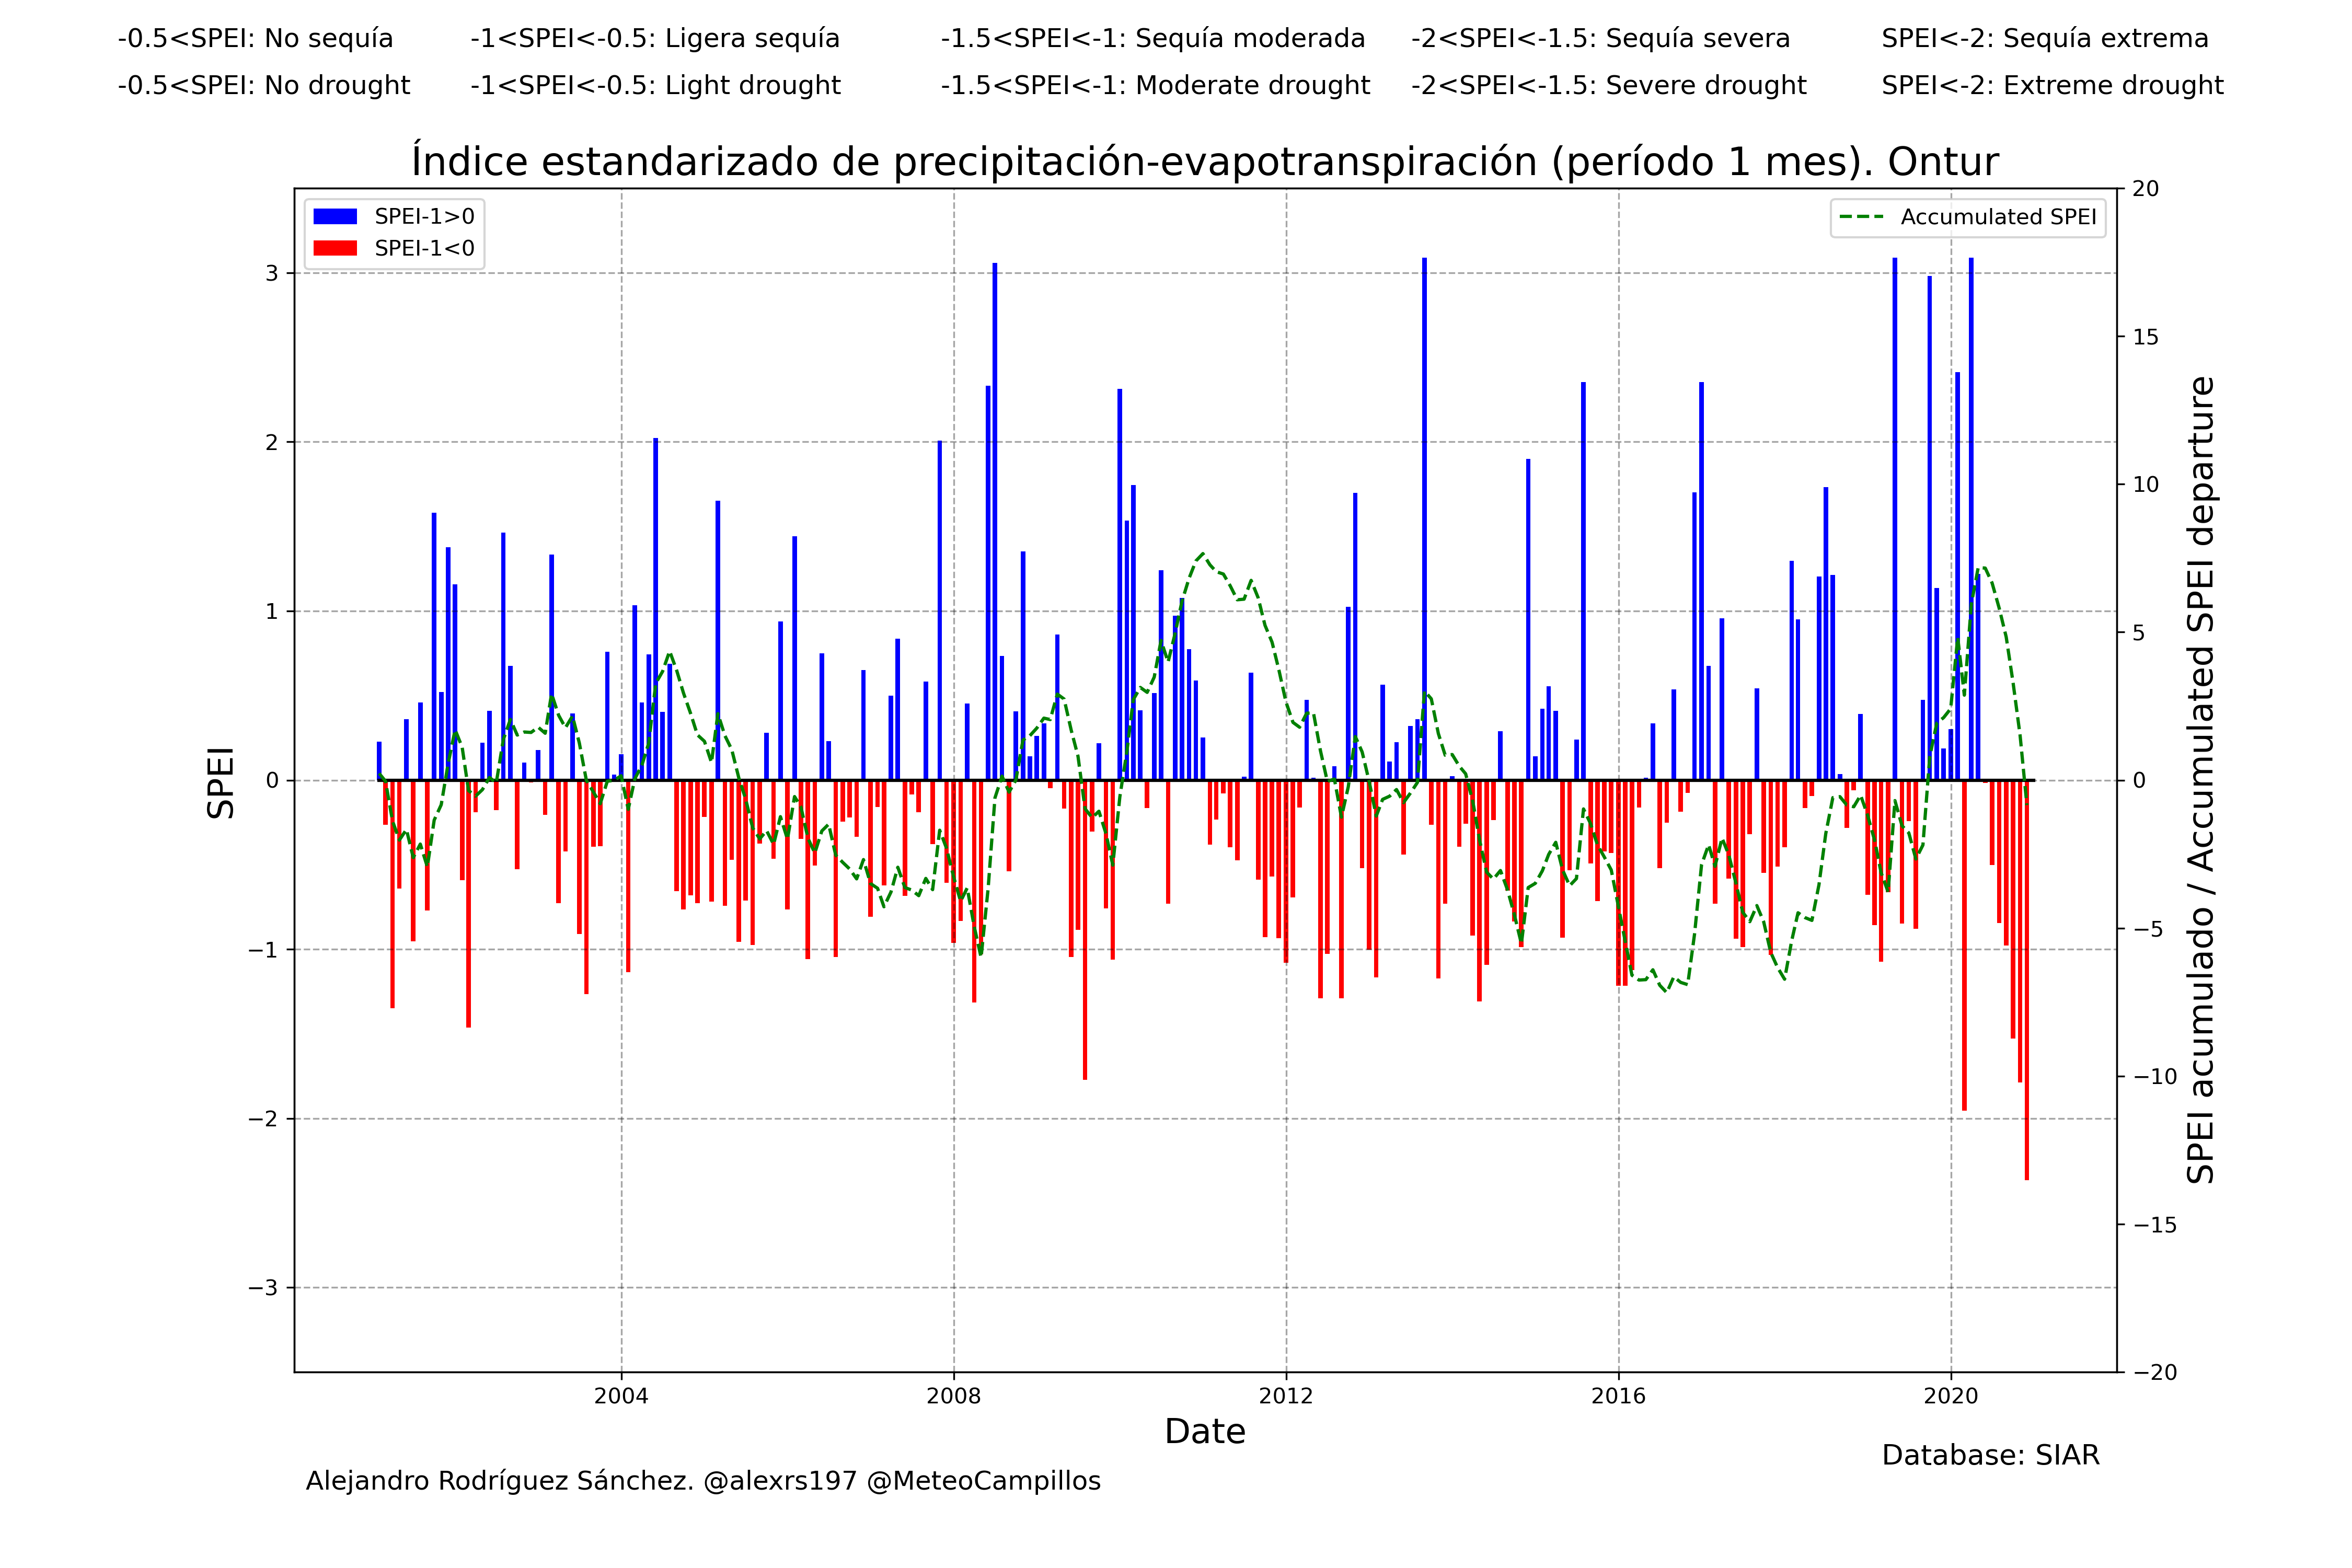 -0.5<SPEI: No sequía -1<SPEI<-0.5: Ligera sequía -1.5<SPEI<-1: Sequía moderada -2<SPEI<-1.5: Sequía severa SPEI<-2: Sequía extrema
-0.5<SPEI: No drought -1<SPEI<-0.5: Light drought -1.5<SPEI<-1: Moderate drought -2<SPEI<-1.5: Severe drought SPEI<-2: Extreme drought
Índice estandarizado de precipitación-evapotranspiración (período 1 mes). Ontur
SPEI-1>0
SPEI-1<0
Accumulated SPEI
SPEI
3
2
1
0
−1
−2
−3
20
15
10
5
0
−5
−10
−15
−20
SPEI acumulado / Accumulated SPEI departure
2004 2008 2012 2016 2020
Date
Database: SIAR
Alejandro Rodríguez Sánchez. @alexrs197 @MeteoCampillos